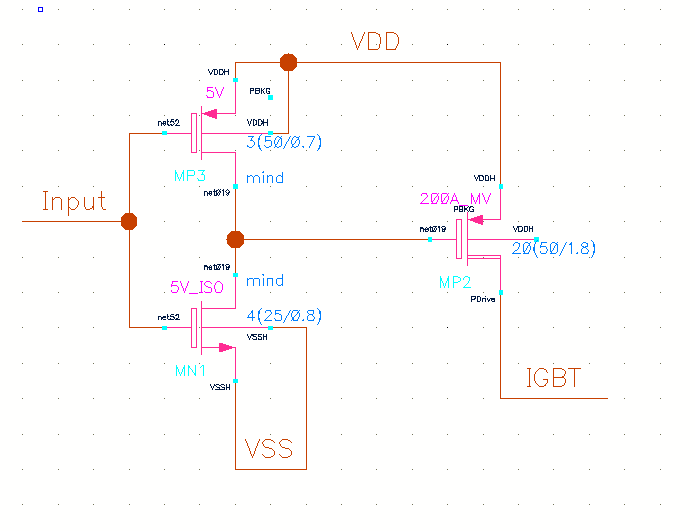 VDD
VDDH
5V
PBKG
net52
VDDH
3(50/0.7)
MP3
mind
net019
VDDH
200A_MV
PBKG
Input
net019
VDDH
20(50/1.8)
net019
mind
MP2
5V_ISO
PDrive
net52
4(25/0.8)
VSSH
MN1
IGBT
VSSH
VSS